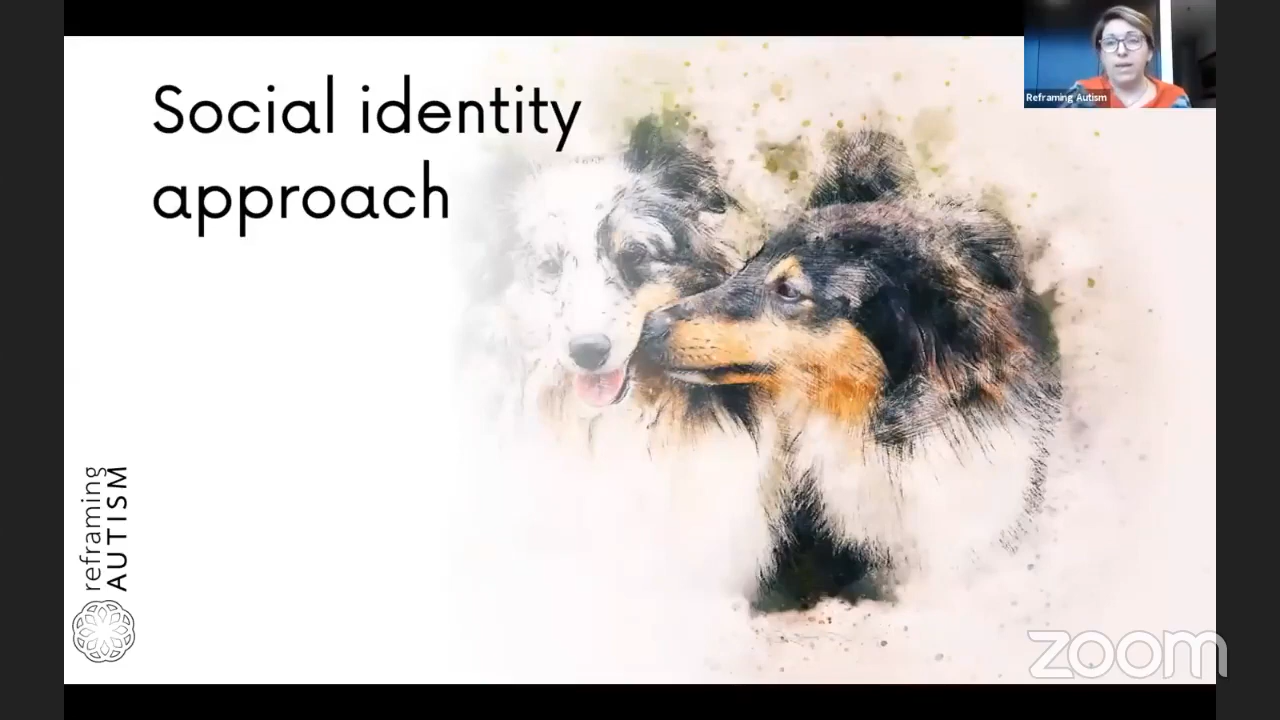 Social identity
approach
Reframing Autism
reframing
AUTISM
zoom